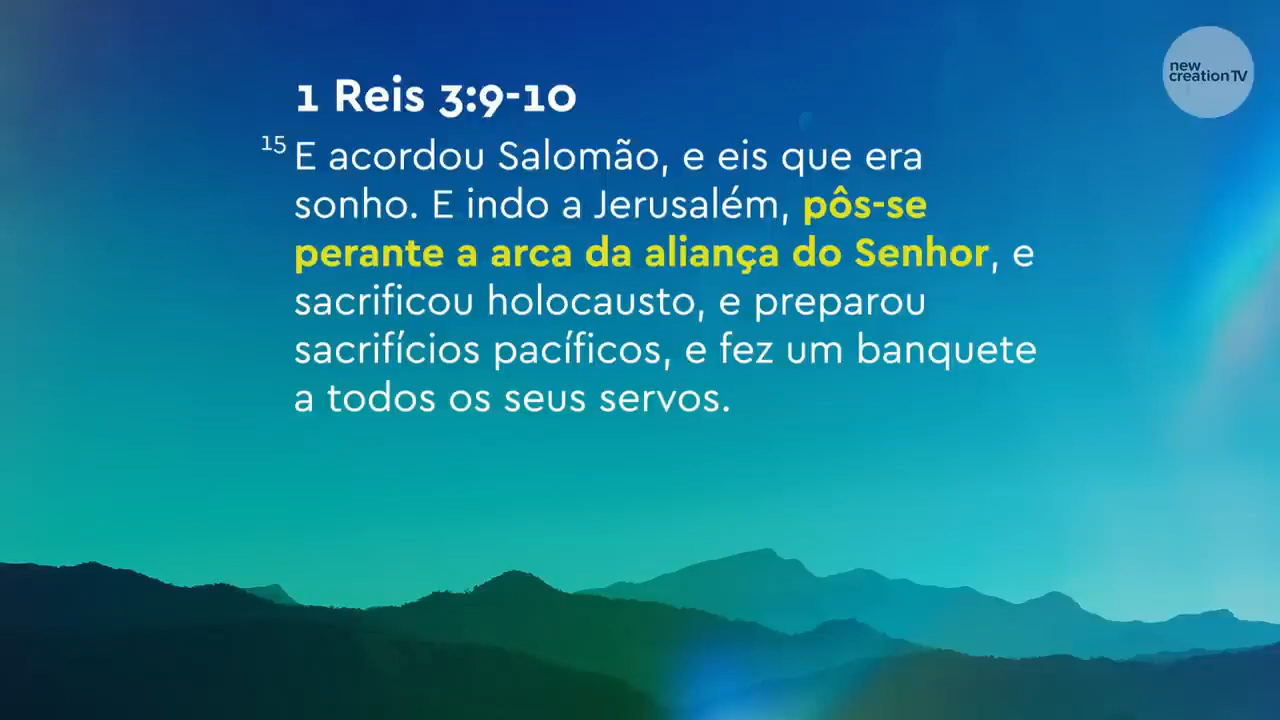 new
creation TV
1 Reis 3:9-10
15 E acordou Salomão, e eis que era
sonho. E indo a Jerusalém, pôs-se
perante a arca da aliança do Senhor, e
sacrificou holocausto, e preparou
sacrifícios pacíficos, e fez um banquete
a todos os seus servos.